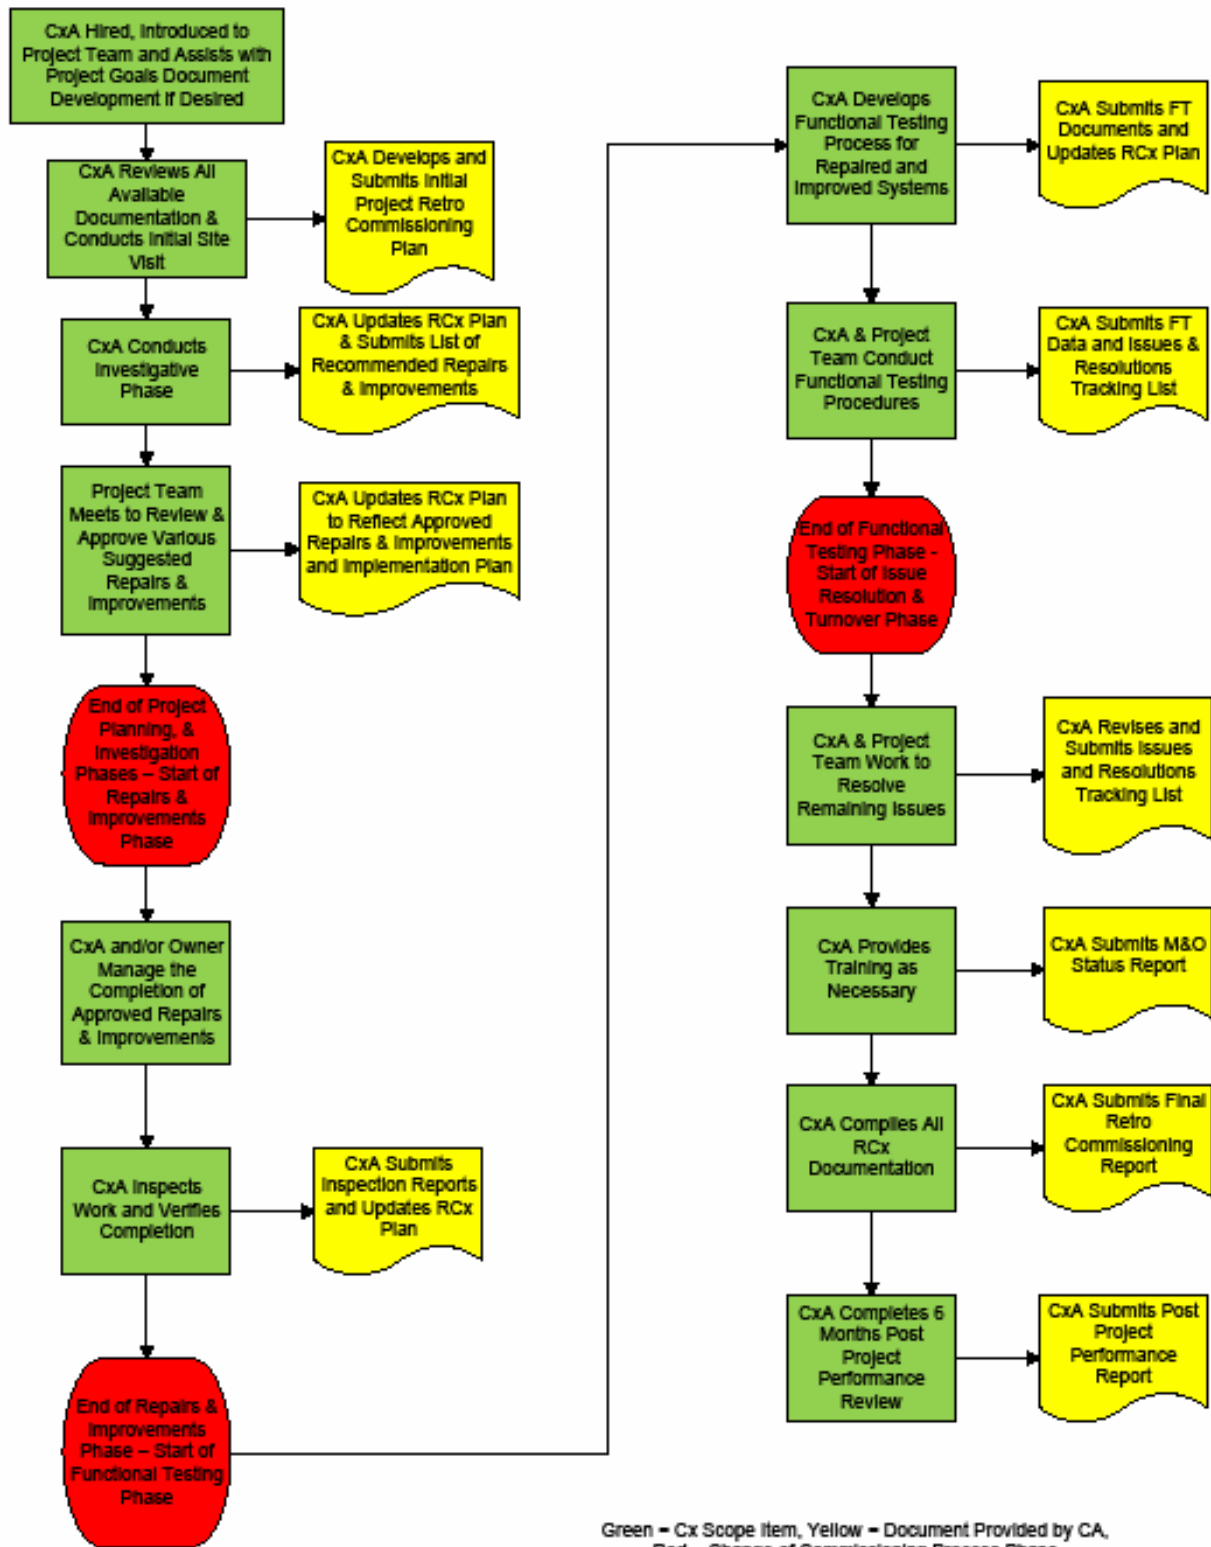 CxA Hired, Introduced to
Project Team and Assists with
Project Goals Document
Development If Desired
CxA Reviews All
Available
Documentation &
Conducts Initial Site
Visit
CxA Develops and
Submits Initial
Project Retro
Commissioning
Plan
CxA Conducts
Investigative
Phase
CxA Updates RCx Plan
& Submits List of
Recommended Repairs
& Improvements
Project Team
Meets to Review &
Approve Various
Suggested
Repairs &
Improvements
CxA Updates RCx Plan
to Reflect Approved
Repairs & Improvements
and Implementation Plan
End of Project
Planning, &
Investigation
Phases – Start of
Repairs &
Improvements
Phase
CxA and/or Owner
Manage the
Completion of
Approved Repairs
& Improvements
CxA Inspects
Work and Verifies
Completion
CxA Submits
Inspection Reports
and Updates RCx
Plan
End of Repairs &
Improvements
Phase – Start of
Functional Testing
Phase
CxA Develops
Functional Testing
Process for
Repaired and
Improved Systems
CxA Submits FT
Documents and
Updates RCx Plan
CxA & Project
Team Conduct
Functional Testing
Procedures
CxA Submits FT
Data and Issues &
Resolutions
Tracking List
End of Functional
Testing Phase -
Start of Issue
Resolution &
Turnover Phase
CxA & Project
Team Work to
Resolve
Remaining Issues
CxA Revises and
Submits Issues
and Resolutions
Tracking List
CxA Provides
Training as
Necessary
CxA Submits M&O
Status Report
CxA Compiles All
RCx
Documentation
CxA Submits Final
Retro
Commissioning
Report
CxA Completes 6
Months Post
Project
Performance
Review
CxA Submits Post
Project
Performance
Report
Green = Cx Scope Item, Yellow = Document Provided by CA,
Red = Change of Commissioning Process Phase